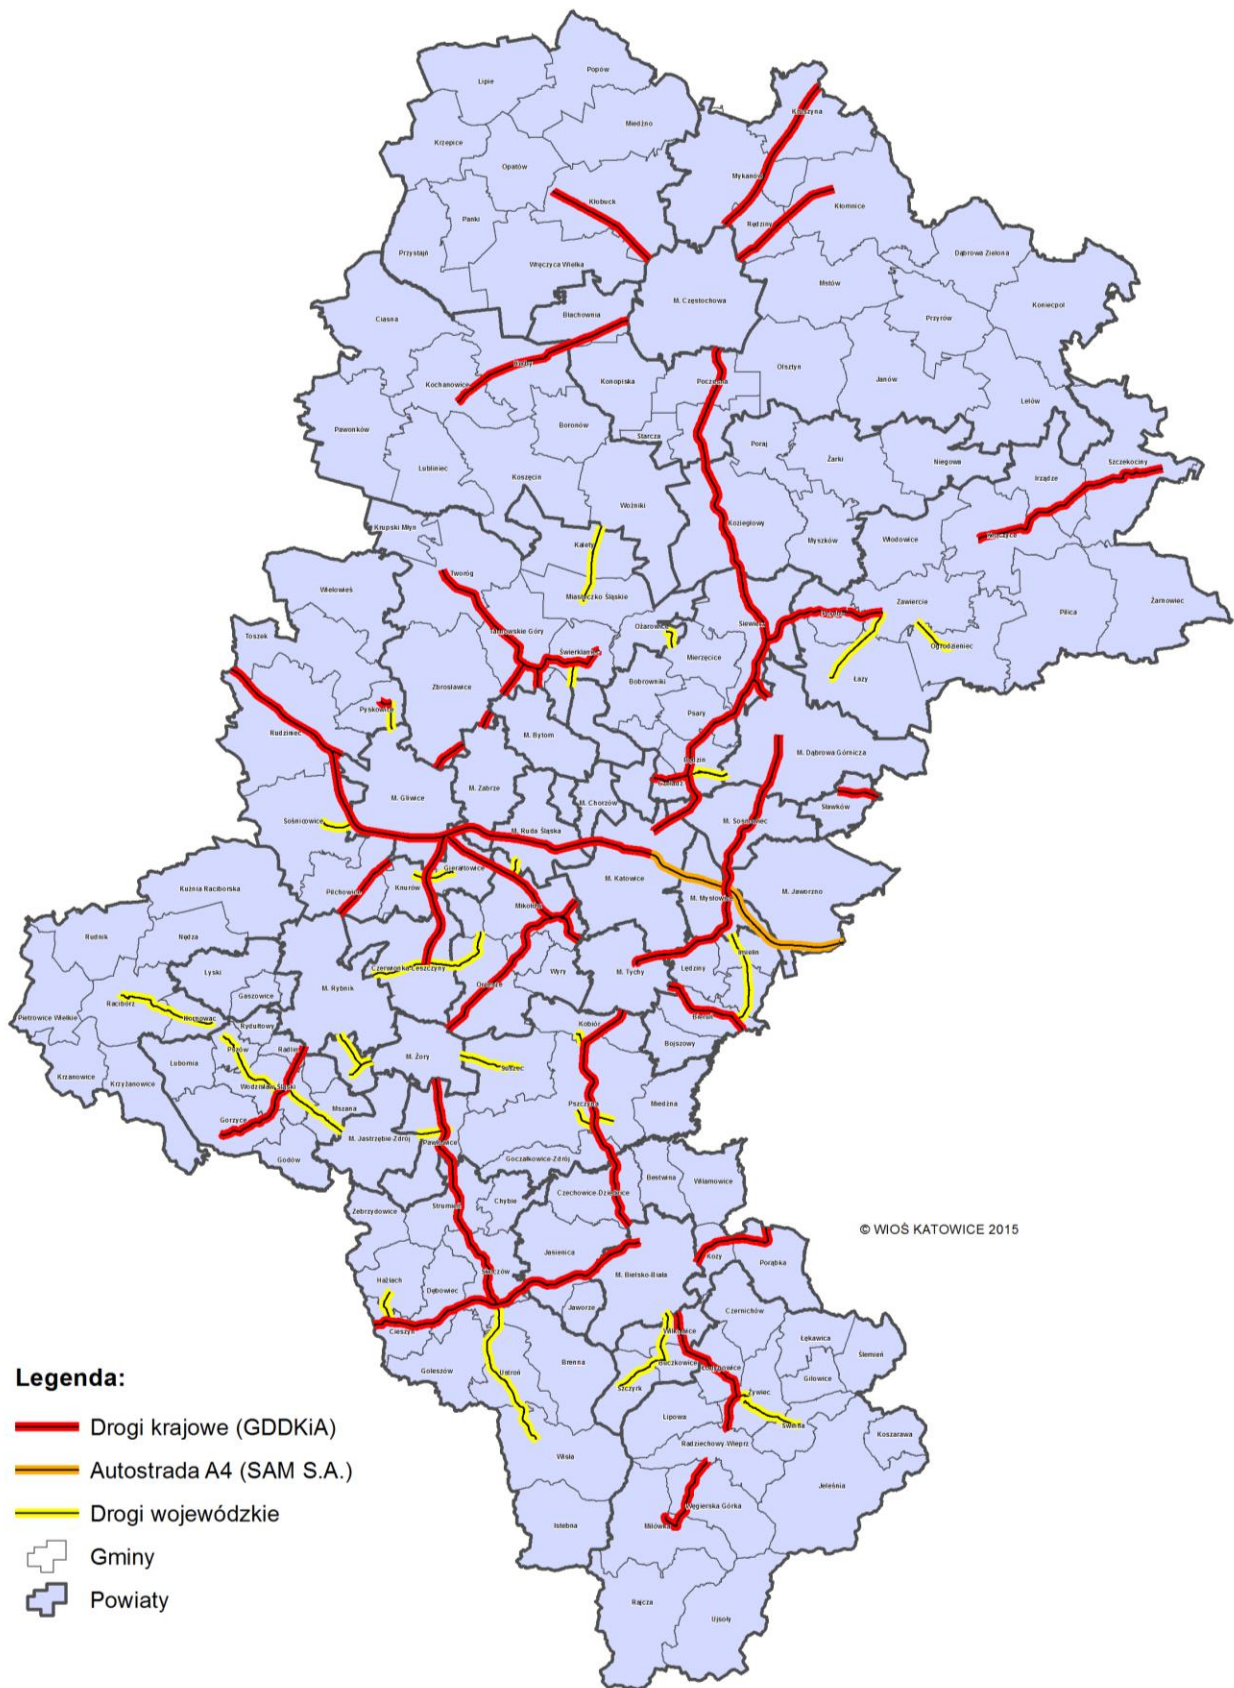 Popów
Lipie
Kruszyna
Miedźno
Krzepice
Opatów
Mykanów
Kłobuck
Kłomnice
Panki
Rędziny
Przystajń
Dąbrowa Zielona
Wręczyca Wielka
Mstów
M. Częstochowa
Koniecpol
Blachownia
Ciasna
Przyrów
Olsztyn
Janów
Kochanowice
Konopiska
Poczesna
Lelów
Boronów
Pawonków
Starcza
Poraj
Żarki
Niegowa
Szczekociny
Lubliniec
Koszęcin
Irządze
Woźniki
Koziegłowy
Krupski Młyn
Kalety
Myszków
Włodowice
Kroczyce
Tworóg
Wielowieś
Miasteczko Śląskie
Zawiercie
Pilica
Żarnowiec
Toszek
Tarnowskie Góry
Ożarowice
Siewierz
Poręba
Świerklaniec
Mierzęcice
Ogrodzieniec
Zbrosławice
Bobrowniki
Łazy
Pyskowice
Psary
Rudziniec
M. Bytom
M. Dąbrowa Górnicza
Będzin
M. Gliwice
M. Zabrze
M. Chorzów
Sławków
Sośnicowice
M. Ruda Śląska
M. Sosnowiec
Gierałtowice
M. Katowice
Kuźnia Raciborska
Pilchowice
Knurów
M. Mysłowice
M. Jaworzno
Mikołów
Rudnik
Nędza
Imielin
Lyski
Czerwionka-Leszczyny
Wyry
M. Tychy
Lędziny
Orzesze
M. Rybnik
Gaszowice
Racibórz
Pietrowice Wielkie
Kornowac
Rydułtowy
Kobiór
Bieruń
Bojszowy
Pszów
Radlin
M. Żory
Lubomia
Suszec
Krzanowice
Krzyżanowice
Wodzisław Śląski
Mszana
Pszczyna
Miedźna
Gorzyce
M. Jastrzębie-Zdrój
Pawłowice
Godów
Goczałkowice-Zdrój
Bestwina
Wilamowice
Czechowice-Dziedzice
Zebrzydowice
Strumień
Chybie
© WIOŚ KATOWICE 2015
Jasienica
Kozy
Porąbka
Hażlach
Dębowiec
Skoczów
M. Bielsko-Biała
Jaworze
Czernichów
Cieszyn
Wilkowice
Łękawica
Ślemień
Goleszów
Ustroń
Brenna
Buczkowice
Łodygowice
Gilowice
Szczyrk
Żywiec
Legenda:
Lipowa
Świnna
Drogi krajowe (GDDKiA)
Radziechowy-Wieprz
Koszarawa
Wisła
Autostrada A4 (SAM S.A.)
Jeleśnia
Węgierska Górka
Drogi wojewódzkie
Istebna
Milówka
Gminy
Powiaty
Rajcza
Ujsoły